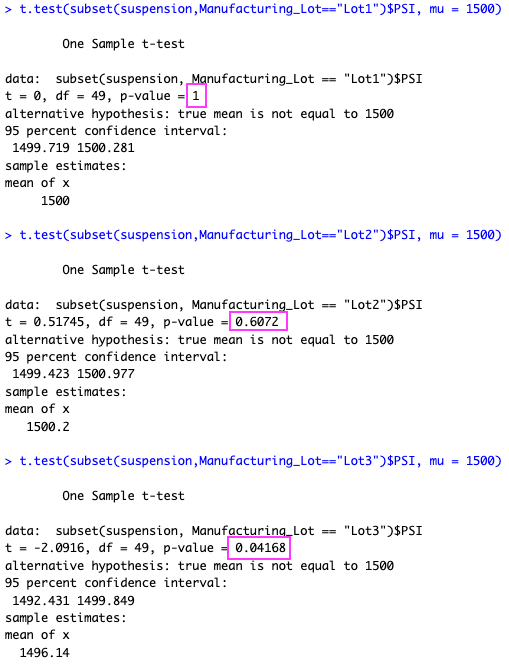 > t.test(subset(suspension,Manufacturing_Lot=="Lot1")$PSI, mu = 1500)
One Sample t-test
data:  subset(suspension, Manufacturing_Lot == "Lot1")$PSI
t = 0, df = 49, p-value = 1
alternative hypothesis: true mean is not equal to 1500
95 percent confidence interval:
1499.719 1500.281
sample estimates:
mean of x
1500
> t.test(subset(suspension,Manufacturing_Lot=="Lot2")$PSI, mu = 1500)
One Sample t-test
data:  subset(suspension, Manufacturing_Lot == "Lot2")$PSI
t = 0.51745, df = 49, p-value = 0.6072
alternative hypothesis: true mean is not equal to 1500
95 percent confidence interval:
1499.423 1500.977
sample estimates:
mean of x
1500.2
> t.test(subset(suspension,Manufacturing_Lot=="Lot3")$PSI, mu = 1500)
One Sample t-test
data:  subset(suspension, Manufacturing_Lot == "Lot3")$PSI
t = -2.0916, df = 49, p-value = 0.04168
alternative hypothesis: true mean is not equal to 1500
95 percent confidence interval:
1492.431 1499.849
sample estimates:
mean of x
1496.14